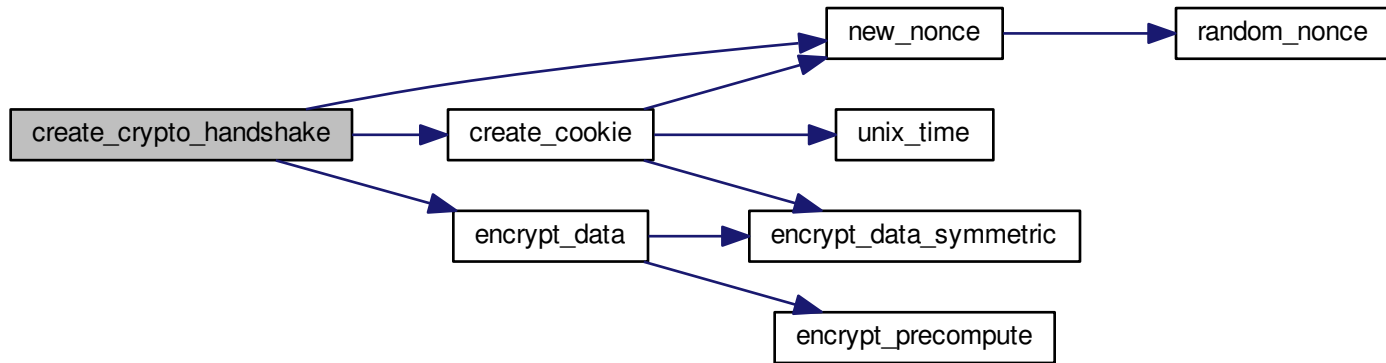 new_nonce
random_nonce
create_crypto_handshake
create_cookie
unix_time
encrypt_data
encrypt_data_symmetric
encrypt_precompute